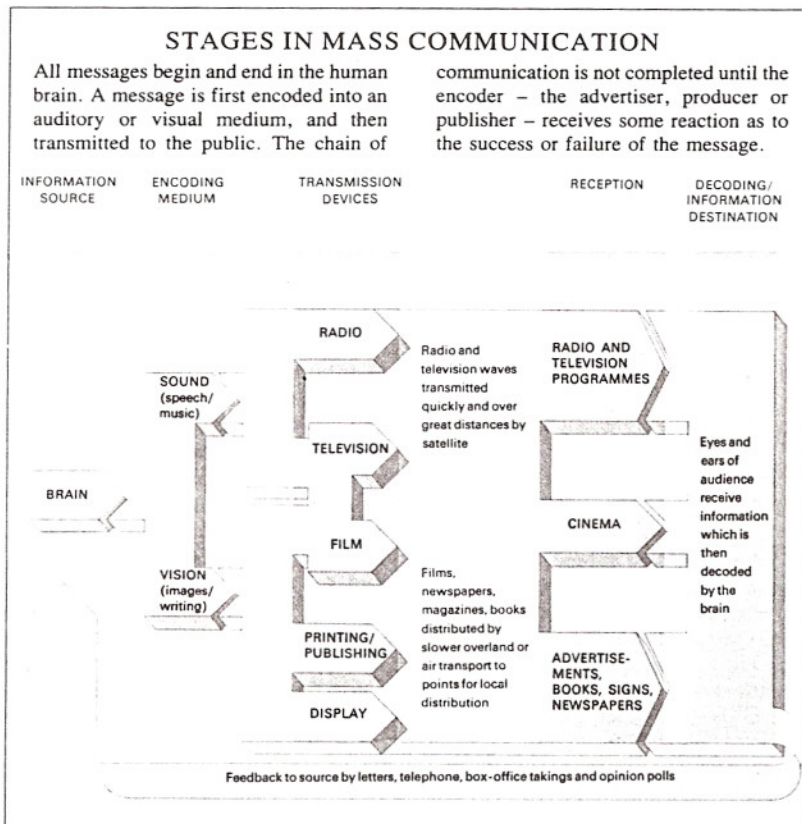 STAGES IN MASS COMMUNICATION
All messages begin and end in the human
brain. A message is first encoded into an
auditory or visual medium, and then
transmitted to the public. The chain of
communication is not completed until the
encoder – the advertiser, producer or
publisher – receives some reaction as to
the success or failure of the message.
INFORMATION
SOURCE
ENCODING
MEDIUM
TRANSMISSION
DEVICES
RECEPTION
DECODING/
INFORMATION
DESTINATION
BRAIN
SOUND
(speech/
music)
VISION
(images/
writing)
RADIO
TELEVISION
FILM
PRINTING/
PUBLISHING
DISPLAY
Radio and
television waves
transmitted
quickly and over
great distances by
satellite
Films,
newspapers,
magazines, books
distributed by
slower overland or
air transport to
points for local
distribution
RADIO AND
TELEVISION
PROGRAMMES
CINEMA
ADVERTISE-
MENTS,
BOOKS, SIGNS,
NEWSPAPERS
Eyes and
ears of
audience
receive
information
which is
then
decoded
by the
brain
Feedback to source by letters, telephone, box-office takings and opinion polls